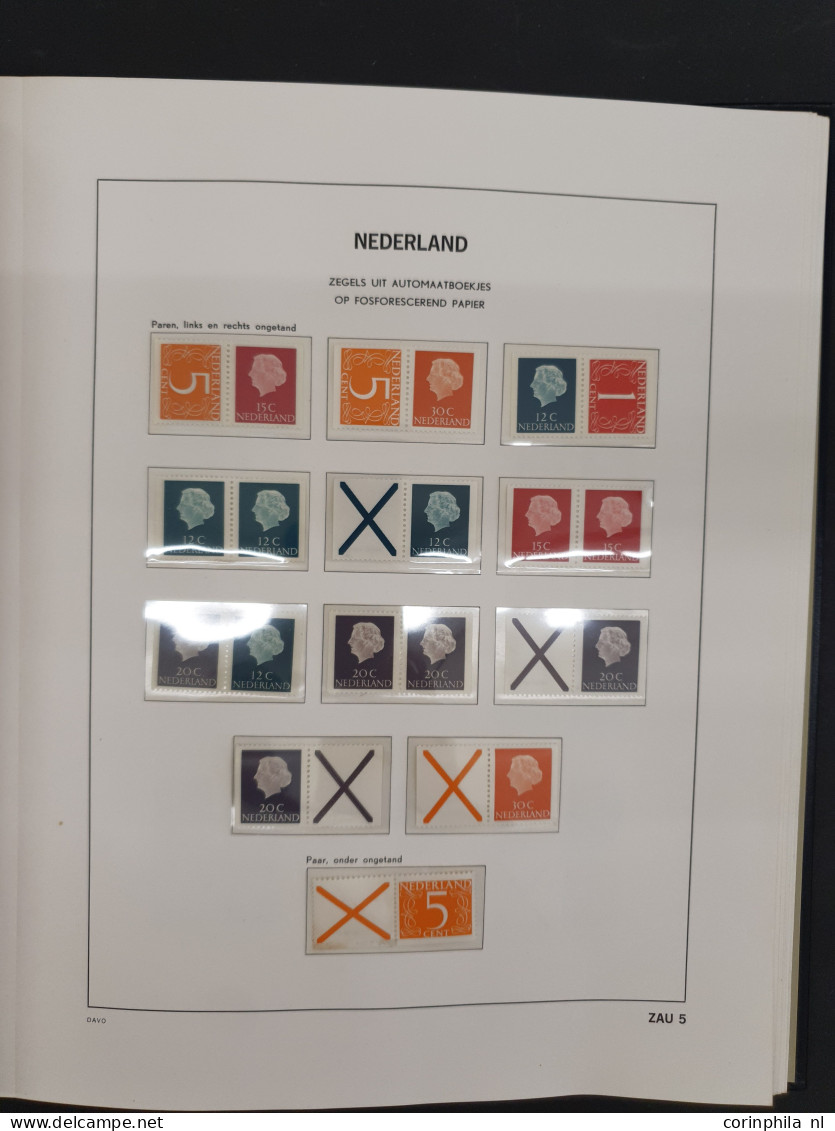 NEDERLAND
ZEGELS UIT AUTOMAATBOEKJES
OP FOSFORESCEREND PAPIER
Paren, links en rechts ongetand
NEDERLAND
5
CENT
15 C
NEDERLAND
NEDERLAND
5
CENT
30 C
NEDERLAND
12 C
NEDERLAND
NEDERLAND
1
CENT
12 C
NEDERLAND
12 C
NEDERLAND
12 C
NEDERLAND
15 C
NEDERLAND
15 C
NEDERLAND
20 C
NEDERLAND
12 C
NEDERLAND
20 C
NEDERLAND
20 C
NEDERLAND
20 C
NEDERLAND
20 C
NEDERLAND
30 C
NEDERLAND
Paar, onder ongetand
NEDERLAND
5
CENT
DAVO
ZAU 5
corinphila nl